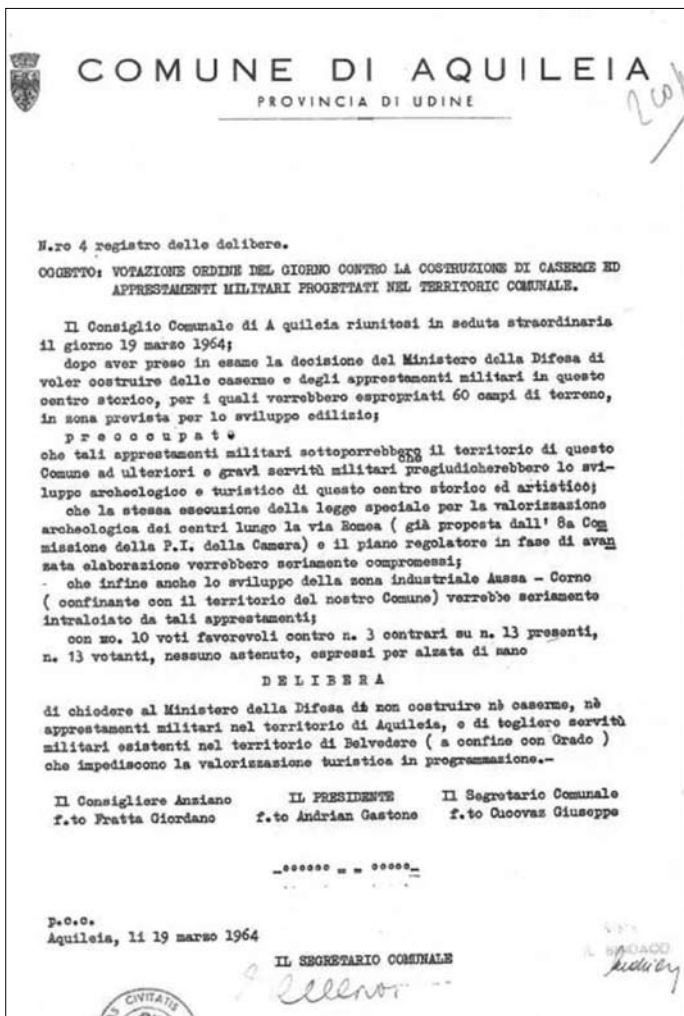 COMUNE DI AQUILEIA
PROVINCIA DI UDINE
N.ro 4 registro delle delibere.
OGGETTO: VOTAZIONE ORDINE DEL GIORNO CONTRO LA COSTRUZIONE DI CASERME ED
APPRESTAMENTI MILITARI PROGETTATI NEL TERRITORIC COMUNALE.
Il Consiglio Comunale di A quileia riunitosi in seduta straordinaria
il giorno 19 marzo 1964;
dopo aver preso in esame la decisione del Ministero della Difesa di
voler costruire delle caserme e degli apprestamenti militari in questo
centro storico, per i quali verrebbero espropriati 60 campi di terreno,
in zona prevista per lo sviluppo edilizio;
p r e o c c u p a t o
che tali apprestamenti militari sottoporrebbero il territorio di questo
Comune ad ulteriori e gravi servitù militari che pregiudicherebbero lo svi-
luppo archeologico e turistico di questo centro storico ed artistico;
che la stessa esecuzione della legge speciale per la valorizzazione
archeologica dei centri lungo la via Romea ( già proposta dall' 8a Com
missione della P.I. della Camera) e il piano regolatore in fase di avan
zata elaborazione verrebbero seriamente compromessi;
- che infine anche lo sviluppo della zona industriale Aussa - Corno
( confinante con il territorio del nostro Comune) verrebbe seriamente
intralciato da tali apprestamenti;
con no. 10 voti favorevoli contro n. 3 contrari su n. 13 presenti,
n. 13 votanti, nessuno astenuto, espressi per alzata di mano
D E L I B E R A
di chiedere al Ministero della Difesa di non costruire nè caserme, nè
apprestamenti militari nel territorio di Aquileia, e di togliere servitù
militari esistenti nel territorio di Belvedere ( a confine con Grado )
che impediscono la valorizzazione turistica in programmazione.-
Il Consigliere Anziano IL PRESIDENTE Il Segretario Comunale
f.to Fratta Giordano f.to Andrian Gastone f.to Cucovaz Giuseppe
p.c.c.
Aquileia, li 19 marzo 1964
IL SEGRETARIO COMUNALE
SINDACO
CIVITATIS